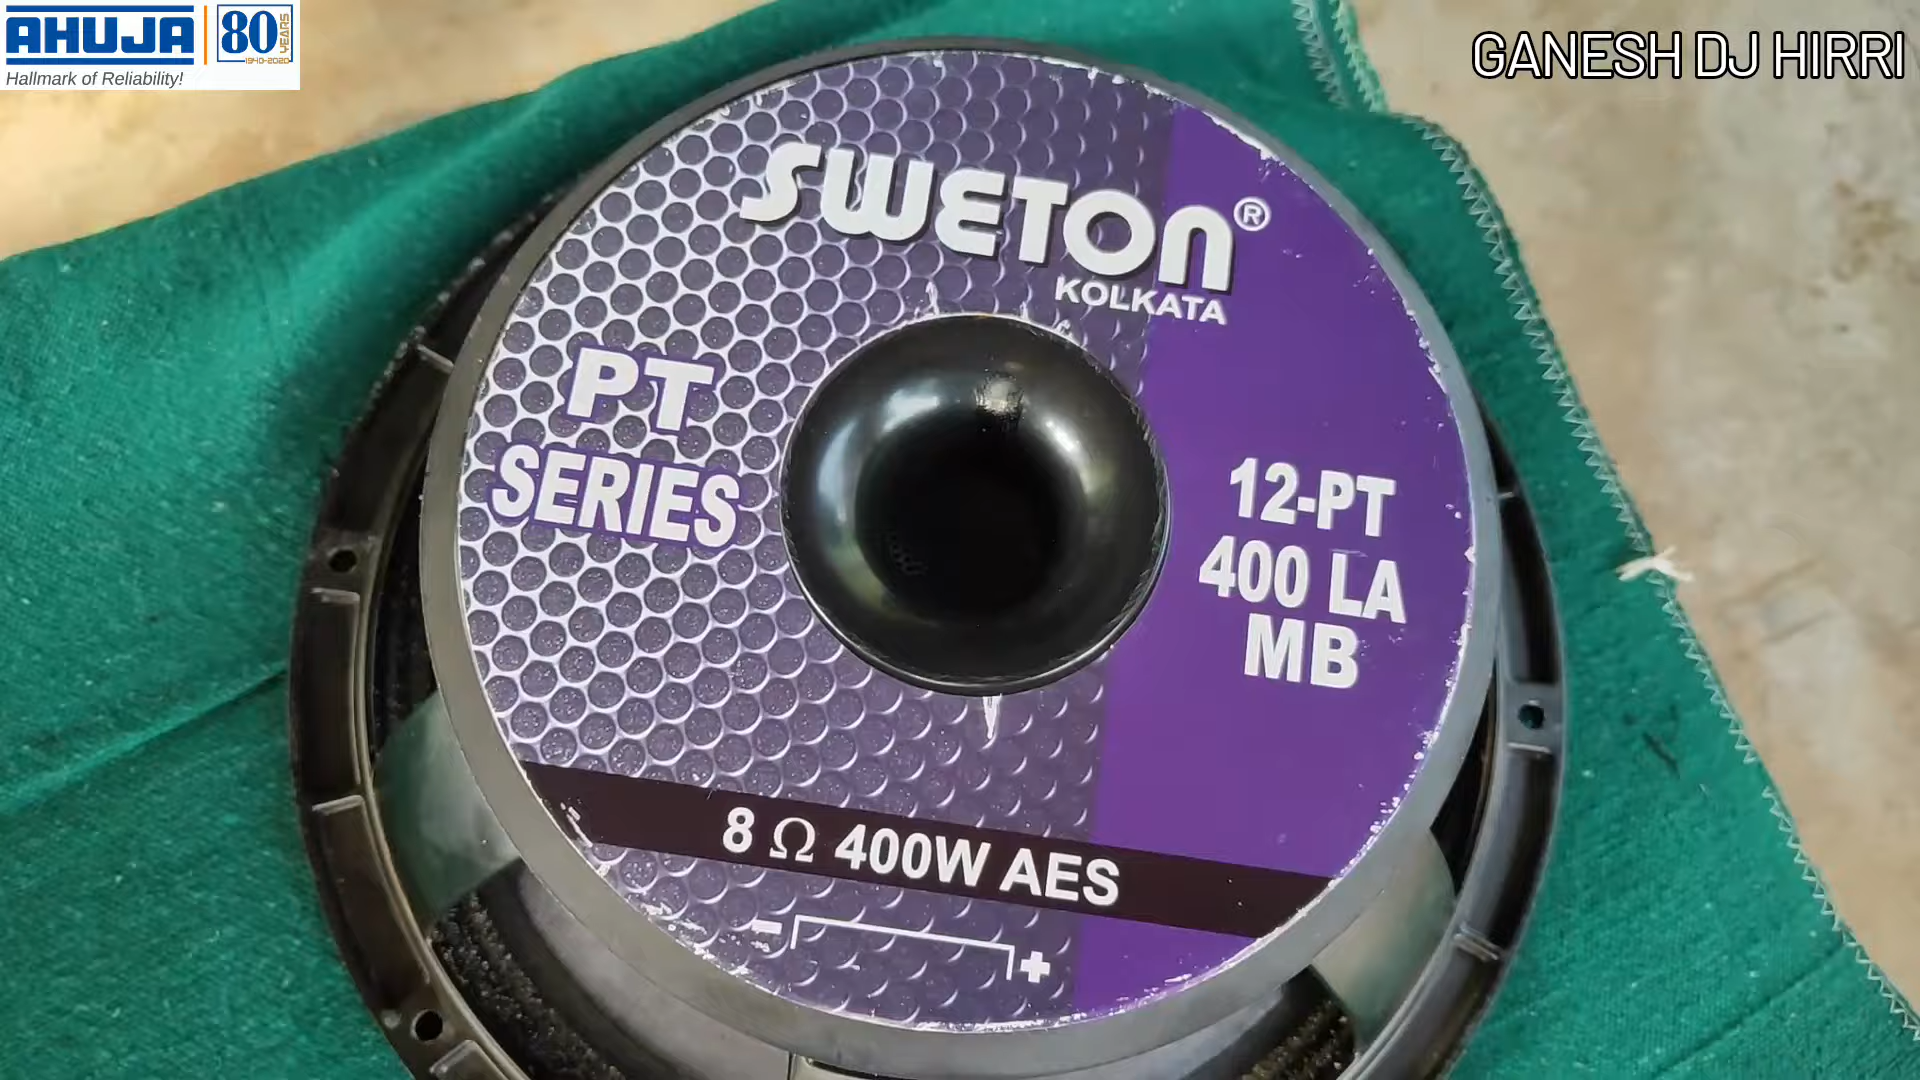 AHUJA 80 YEARS
1940-2020
Hallmark of Reliability!
GANESH DJ HIRRI
SWETON®
KOLKATA
PT
SERIES
12-PT
400 LA
MB
8 Ω 400W AES
- +